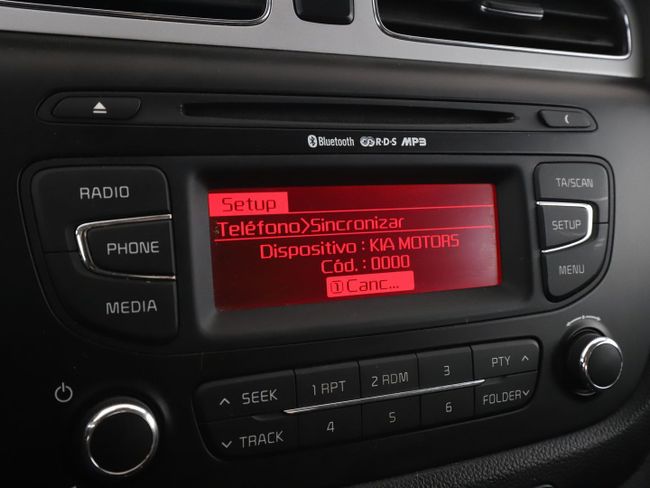 Bluetooth R·D·S MP3
RADIO
PHONE
MEDIA
Setup
Teléfono>Sincronizar
Dispositivo : KIA MOTORS
Cód. : 0000
1 Canc...
TA/SCAN
SETUP
MENU
SEEK
TRACK
1 RPT
2 RDM
3
4
5
6
PTY
FOLDER